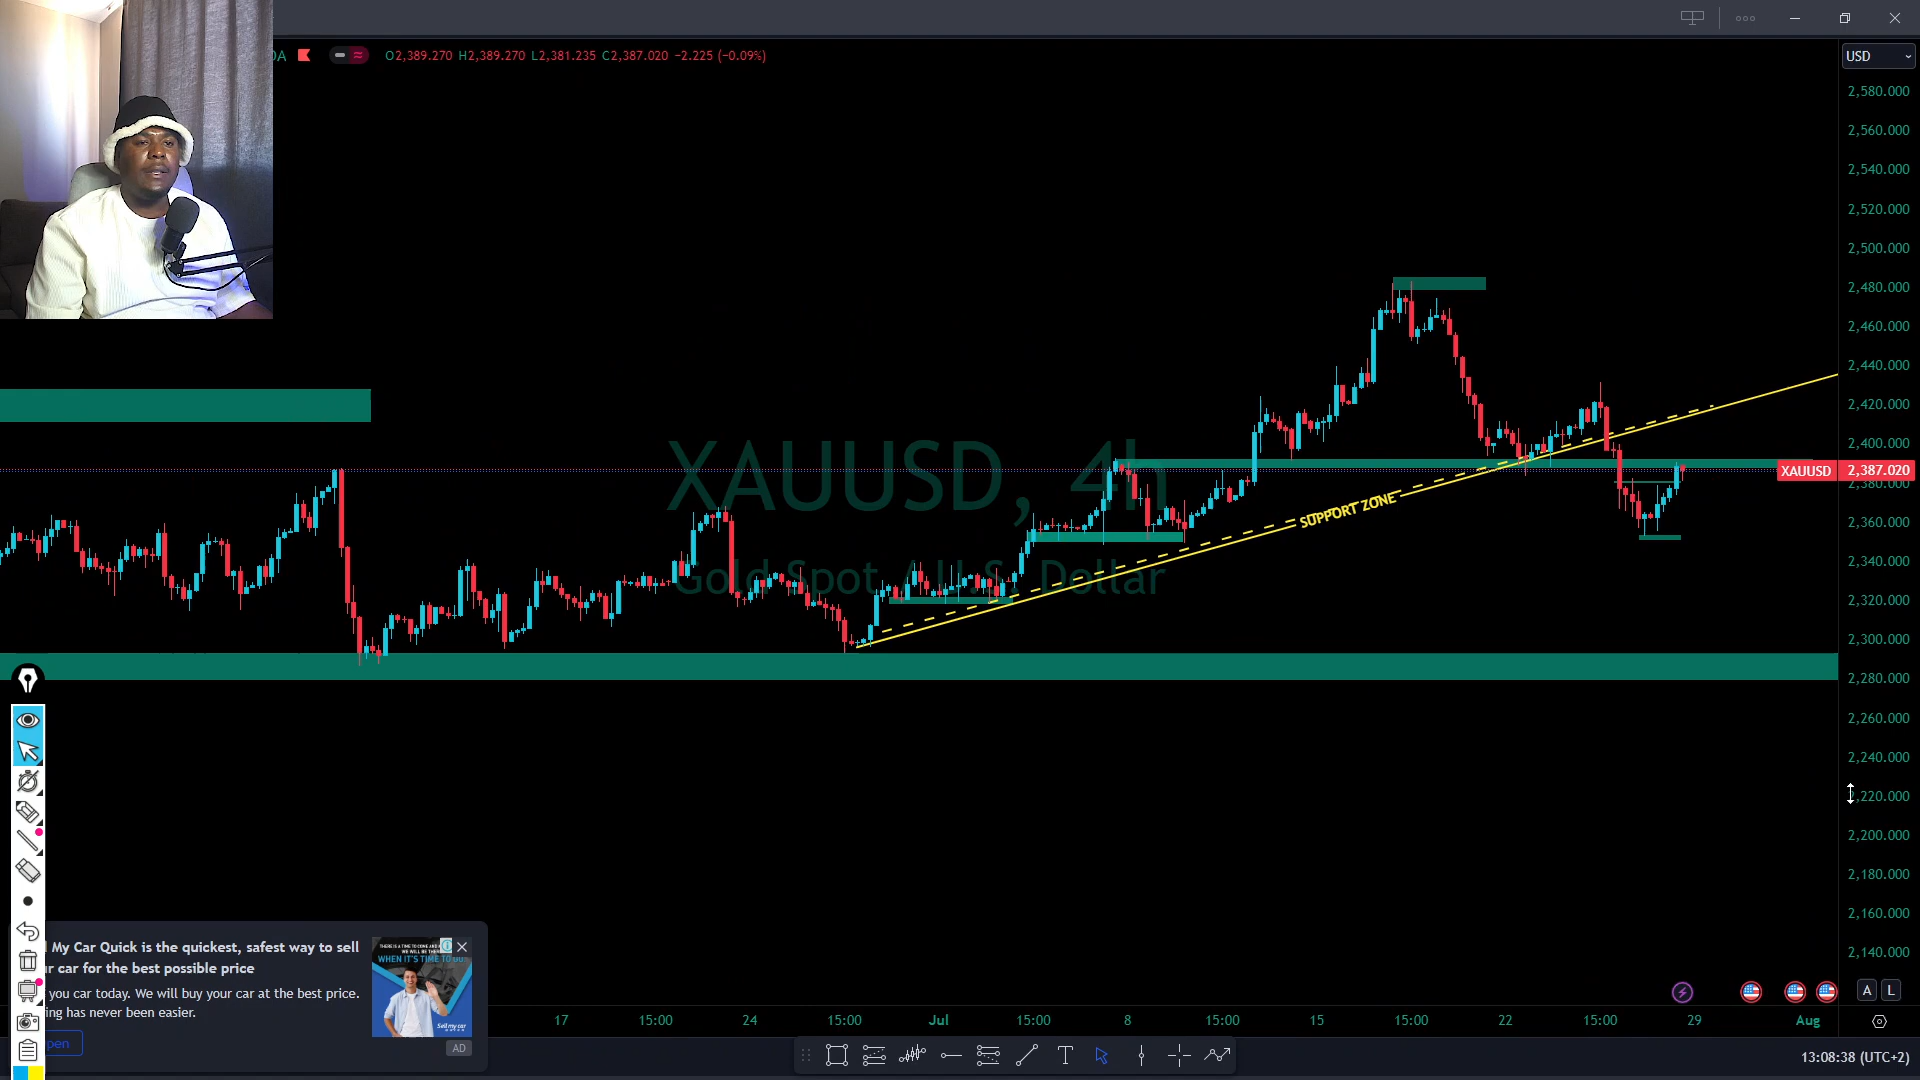 DA O2,389.270 H2,389.270 L2,381.235 C2,387.020 −2.225 (−0.09%)
USD
2,580.000
2,560.000
2,540.000
2,520.000
2,500.000
2,480.000
2,460.000
2,440.000
2,420.000
2,400.000
XAUUSD 2,387.020
2,380.000
2,360.000
2,340.000
2,320.000
2,300.000
2,280.000
2,260.000
2,240.000
2,220.000
2,200.000
2,180.000
2,160.000
2,140.000
XAUUSD, 4h
Gold Spot / U.S. Dollar
SUPPORT ZONE
My Car Quick is the quickest, safest way to sell
ur car for the best possible price
you car today. We will buy your car at the best price.
ing has never been easier.
pen
WHEN IT'S TIME TO GO
Sell my car
AD
A L
17 15:00 24 15:00 Jul 15:00 8 15:00 15 15:00 22 15:00 29 Aug
T
13:08:38 (UTC+2)